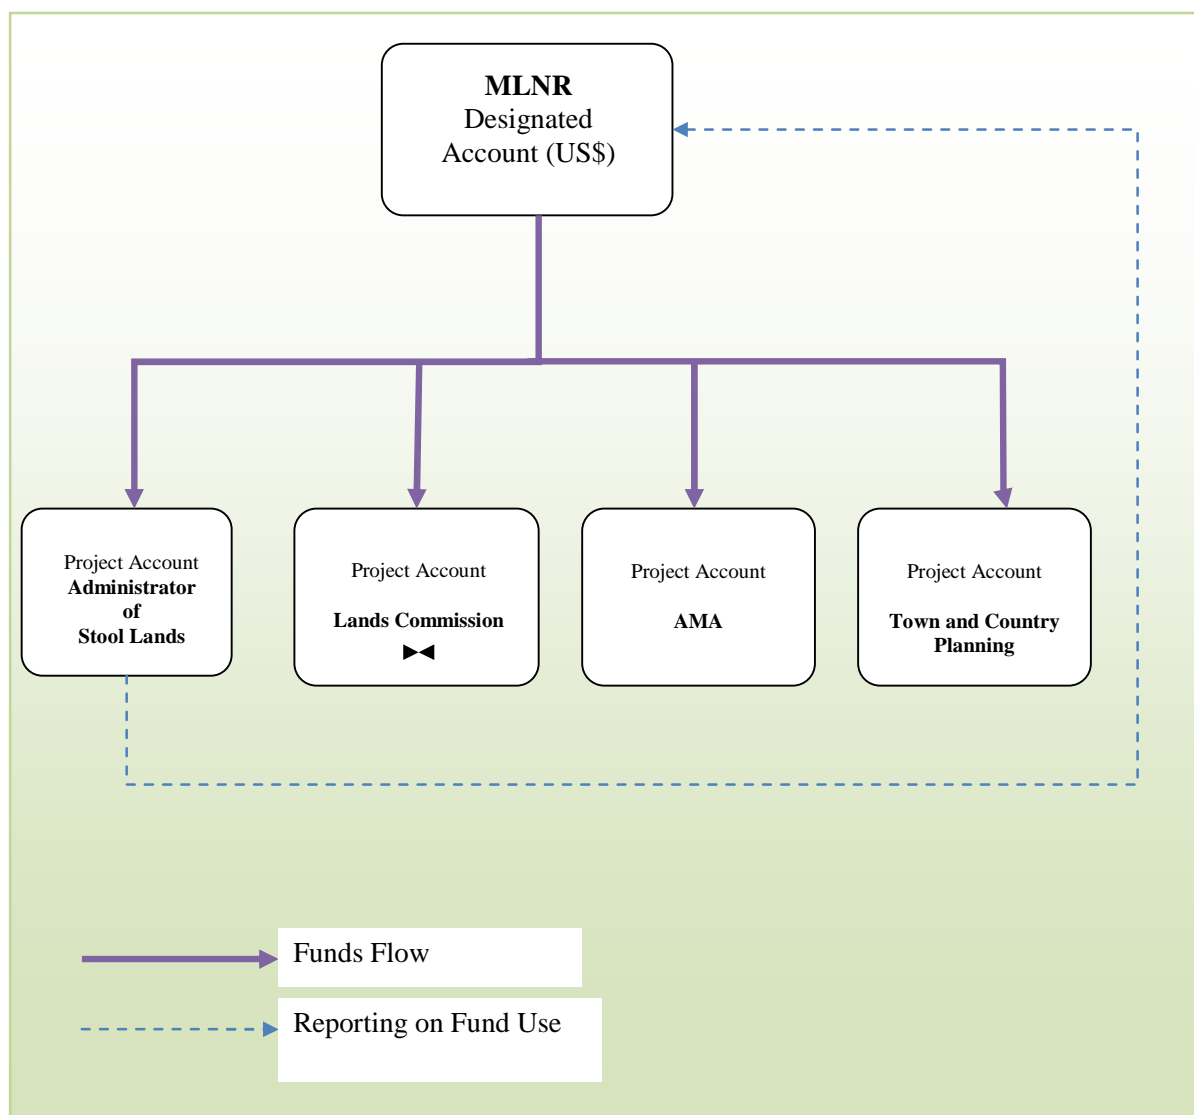 MLNR
Designated
Account (US$)
Project Account
Administrator
of
Stool Lands
Project Account
Lands Commission
Project Account
AMA
Project Account
Town and Country
Planning
Funds Flow
Reporting on Fund Use